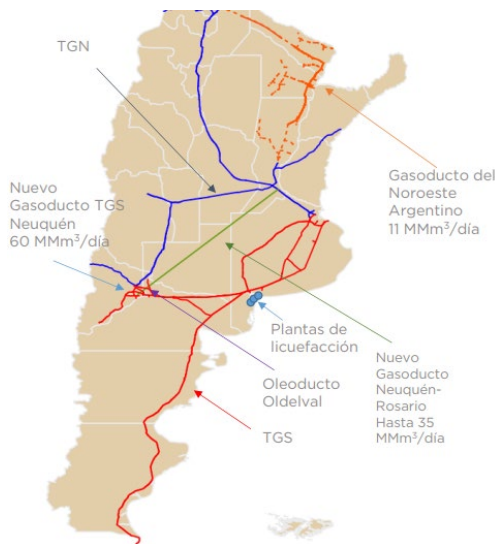 TGN
Gasoducto del
Noroeste
Argentino
11 MMm³/día
Nuevo
Gasoducto TGS
Neuquén
60 MMm³/día
Plantas de
licuefacción
Oleoducto
Oldelval
TGS
Nuevo
Gasoducto
Neuquén-
Rosario
Hasta 35
MMm³/día